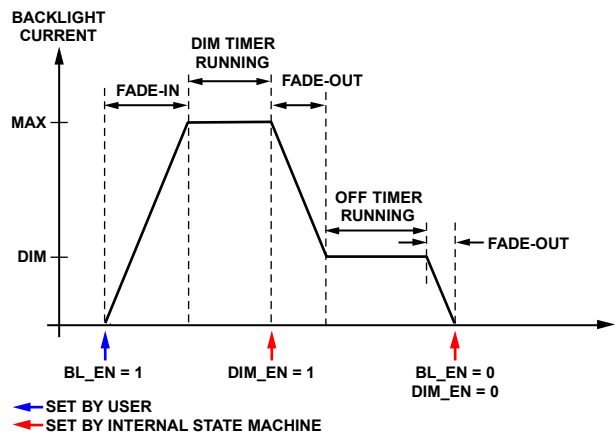 BACKLIGHT
CURRENT
DIM TIMER
RUNNING
FADE-IN
FADE-OUT
MAX
OFF TIMER
RUNNING
DIM
FADE-OUT
BL_EN = 1
DIM_EN = 1
BL_EN = 0
DIM_EN = 0
SET BY USER
SET BY INTERNAL STATE MACHINE